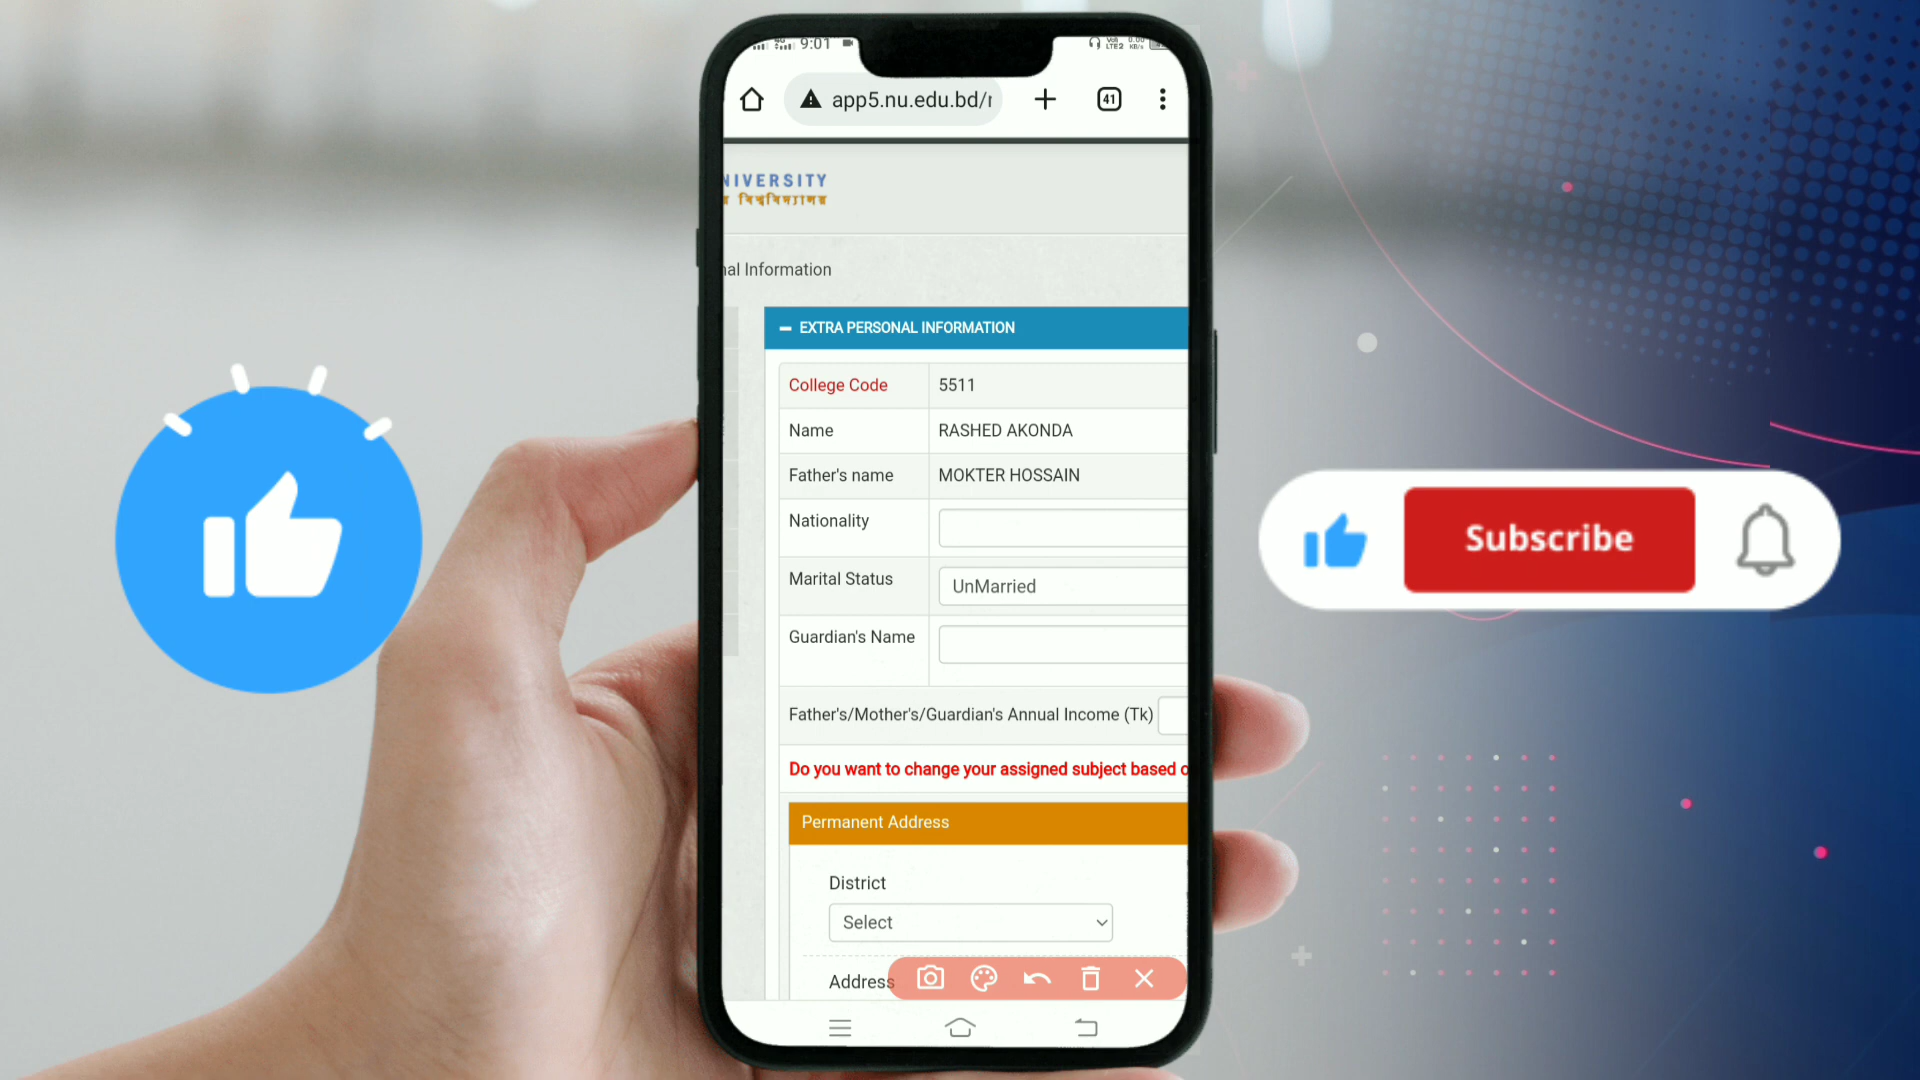 9:01
app5.nu.edu.bd/
41
NIVERSITY
বিশ্ববিদ্যালয়
nal Information
EXTRA PERSONAL INFORMATION
College Code 5511
Name RASHED AKONDA
Father's name MOKTER HOSSAIN
Nationality
Marital Status UnMarried
Guardian's Name
Father's/Mother's/Guardian's Annual Income (Tk)
Do you want to change your assigned subject based o
Permanent Address
District
Select
Address
Subscribe